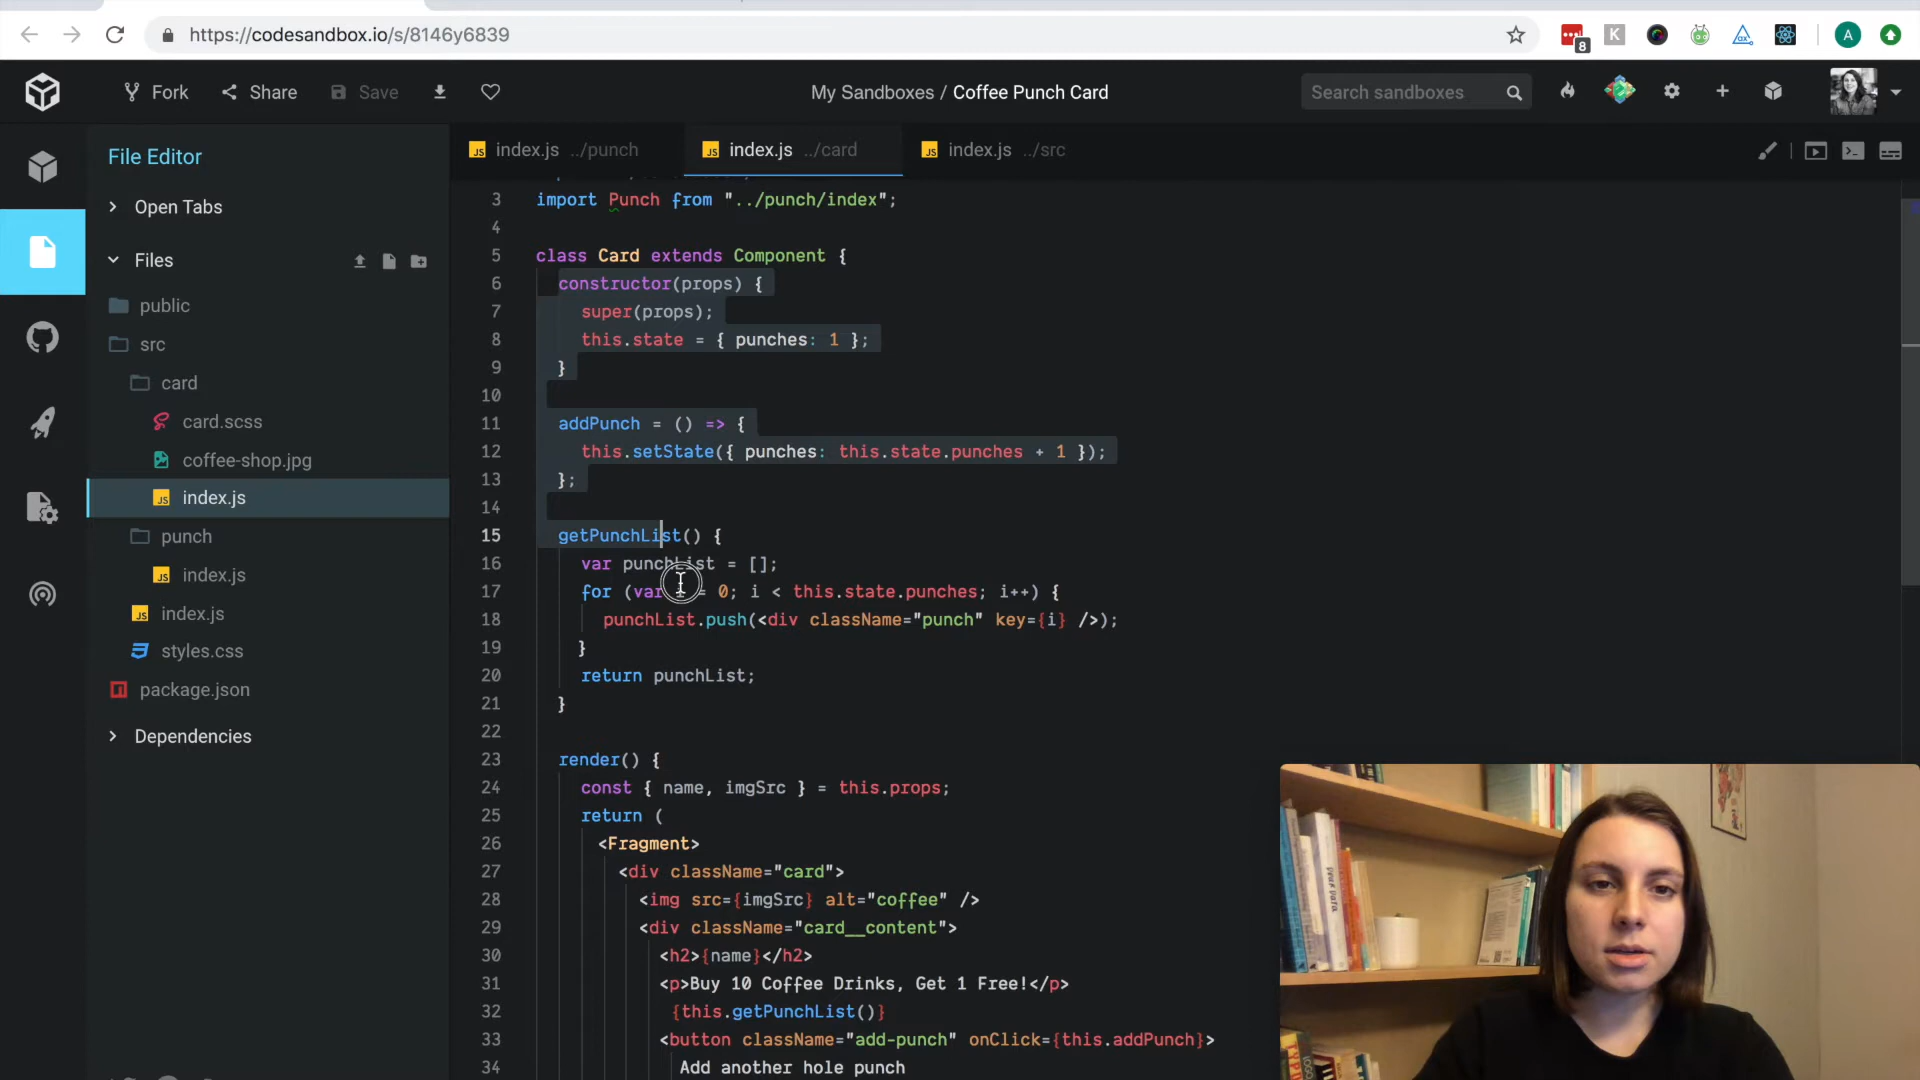 https://codesandbox.io/s/8146y6839
8
K
A
Fork
Share
Save
My Sandboxes / Coffee Punch Card
Search sandboxes
File Editor
Open Tabs
Files
public
src
card
card.scss
coffee-shop.jpg
JS index.js
punch
JS index.js
JS index.js
styles.css
package.json
Dependencies
JS index.js ../punch
JS index.js ../card
JS index.js ../src
3 import Punch from "../punch/index";
4
5 class Card extends Component {
6 constructor(props) {
7 super(props);
8 this.state = { punches: 1 };
9 }
10
11 addPunch = () => {
12 this.setState({ punches: this.state.punches + 1 });
13 };
14
15 getPunchList() {
16 var punchList = [];
17 for (var = 0; i < this.state.punches; i++) {
18 punchList.push(<div className="punch" key={i} />);
19 }
20 return punchList;
21 }
22
23 render() {
24 const { name, imgSrc } = this.props;
25 return (
26 <Fragment>
27 <div className="card">
28 <img src={imgSrc} alt="coffee" />
29 <div className="card__content">
30 <h2>{name}</h2>
31 <p>Buy 10 Coffee Drinks, Get 1 Free!</p>
32 {this.getPunchList()}
33 <button className="add-punch" onClick={this.addPunch}>
34 Add another hole punch